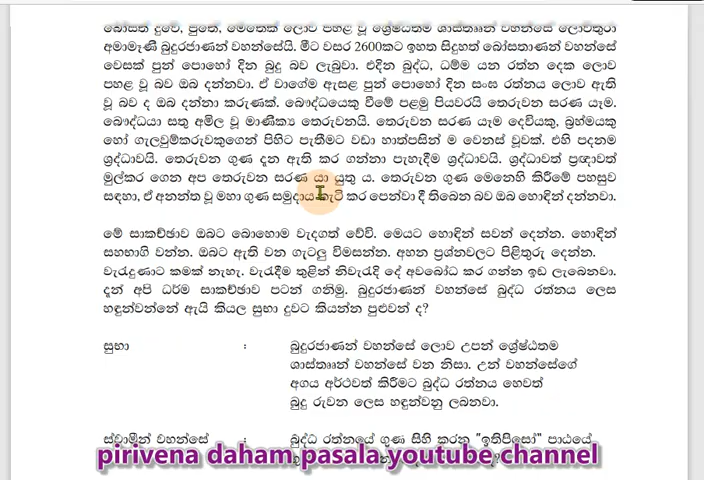 බෝසත් දුවේ, පුතේ, මෙතෙක් ලොව පහළ වූ ශ්‍රේෂ්ඨතම ශාස්තෲන් වහන්සේ ලොව්තුරා
අමාමෑණී බුදුරජාණන් වහන්සේයි. මීට වසර 2600කට ඉහත සිදුහත් බෝසතාණන් වහන්සේ
වෙසක් පුන් පොහෝ දින බුදු බව ලැබුවා. එදින බුද්ධ, ධම්ම යන රත්න දෙක ලොව
පහළ වූ බව ඔබ දන්නවා. ඒ වාගේම ඇසළ පුන් පොහෝ දින සංඝ රත්නය ලොව ඇති
වූ බව ද ඔබ දන්නා කරුණක්. බෞද්ධයෙකු වීමේ පළමු පියවරයි තෙරුවන සරණ යෑම.
බෞද්ධයා සතු අමිල වූ මාණික්‍ය තෙරුවනයි. තෙරුවන සරණ යෑම දෙවියකු, බ්‍රහ්මයකු
හෝ ගැලවුම්කරුවකුගෙන් පිහිට පැතීමට වඩා හාත්පසින් ම වෙනස් වූවක්. එහි පදනම
ශ්‍රද්ධාවයි. තෙරුවන ගුණ දැන ඇති කර ගන්නා පැහැදීම ශ්‍රද්ධාවයි. ශ්‍රද්ධාවත් ප්‍රඥාවත්
මුල්කර ගෙන අප තෙරුවන සරණ යා යුතු ය. තෙරුවන ගුණ මෙනෙහි කිරීමේ පහසුව
සඳහා, ඒ අනන්ත වූ මහා ගුණ සමුදාය කැටි කර පෙන්වා දී තිබෙන බව ඔබ හොඳින් දන්නවා.
මේ සාකච්ඡාව ඔබට බොහොම වැදගත් වේවි. මෙයට හොඳින් සවන් දෙන්න. හොඳින්
සහභාගි වන්න. ඔබට ඇති වන ගැටලු විමසන්න. අහන ප්‍රශ්නවලට පිළිතුරු දෙන්න.
වැරදුණාට කමක් නැහැ. වැරදීම තුළින් නිවැරදි දේ අවබෝධ කර ගන්න ඉඩ ලැබෙනවා.
දැන් අපි ධර්ම සාකච්ඡාව පටන් ගනිමු. බුදුරජාණන් වහන්සේ බුද්ධ රත්නය ලෙස
හඳුන්වන්නේ ඇයි කියල සුභා දුවට කියන්න පුළුවන් ද?
සුභා : බුදුරජාණන් වහන්සේ ලොව උපන් ශ්‍රේෂ්ඨතම
ශාස්තෲන් වහන්සේ වන නිසා. උන් වහන්සේගේ
අගය අර්ථවත් කිරීමට බුද්ධ රත්නය හෙවත්
බුදු රුවන ලෙස හඳුන්වනු ලබනවා.
ස්වාමීන් වහන්සේ : බුද්ධ රත්නයේ ගුණ සිහි කරනු "ඉතිපිසෝ" පාඨයේ
pirivena daham pasala youtube channel